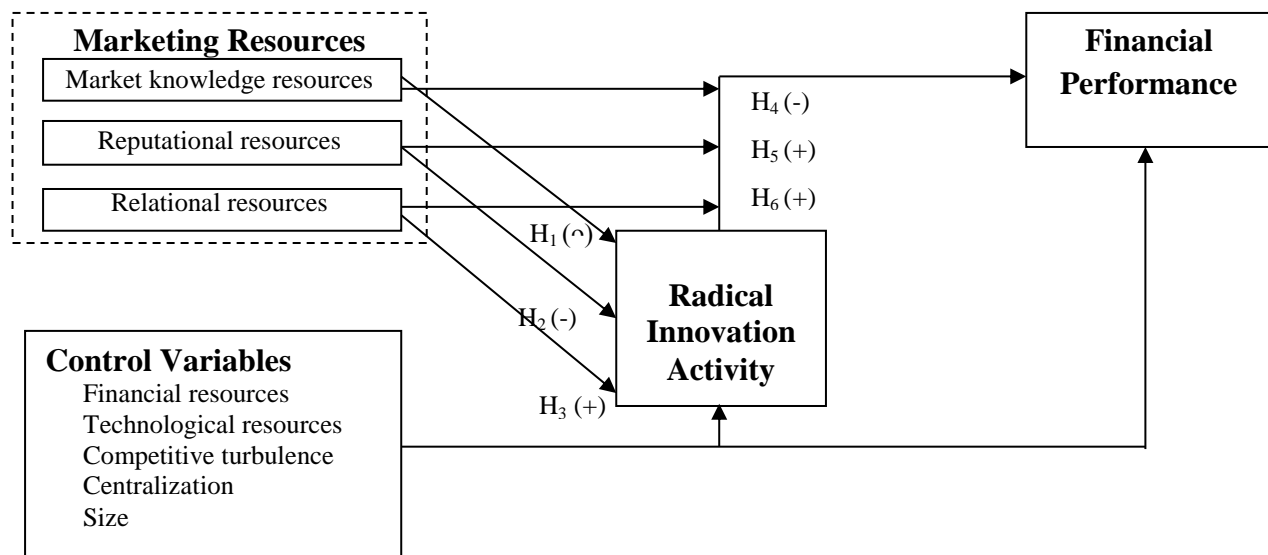 Marketing Resources
Market knowledge resources
Reputational resources
Relational resources
Financial
Performance
H₄ (-)
H₅ (+)
H₆ (+)
H₁ (∩)
H₂ (-)
H₃ (+)
Radical
Innovation
Activity
Control Variables
Financial resources
Technological resources
Competitive turbulence
Centralization
Size